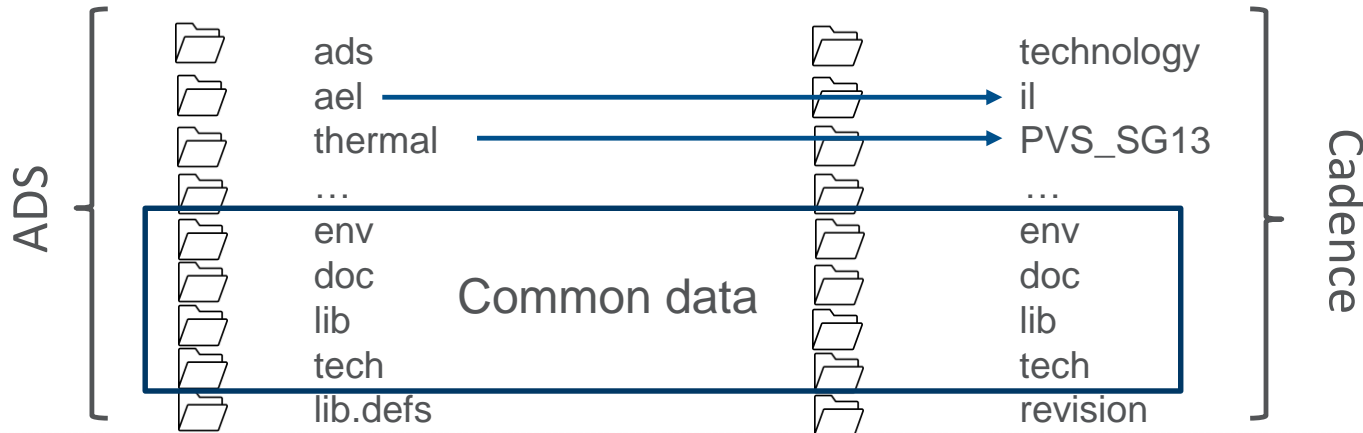 ADS
ads
ael
thermal
…
env
doc
lib
tech
lib.defs
Common data
technology
il
PVS_SG13
…
env
doc
lib
tech
revision
Cadence